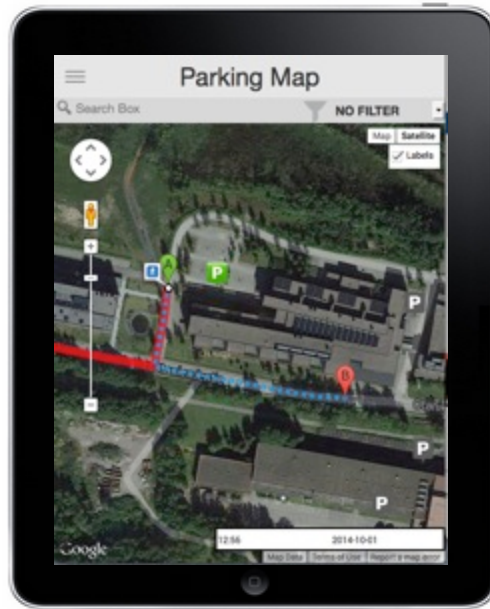 Parking Map
Search Box
NO FILTER
Map Satellite
Labels
A
P
P
B
P
P
12:56 2014-10-01
Google
Map Data Terms of Use Report a map error